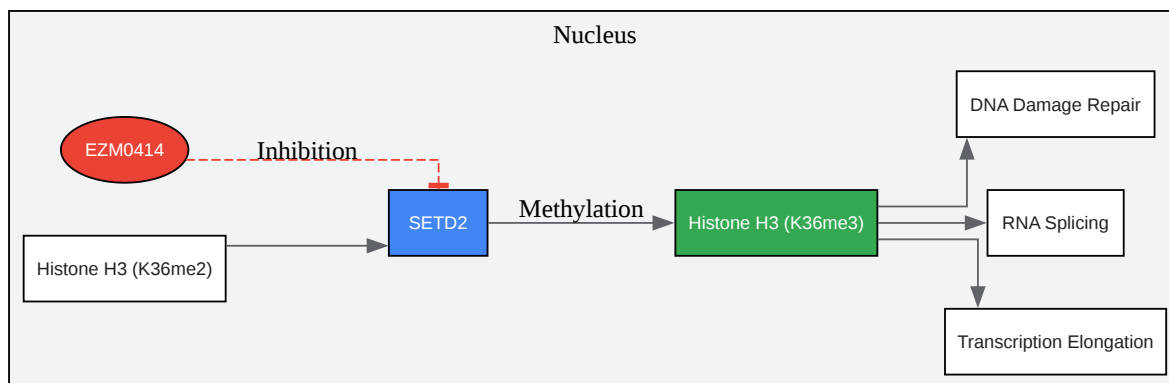 Nucleus
DNA Damage Repair
EZM0414
Inhibition
SETD2
Methylation
Histone H3 (K36me3)
RNA Splicing
Histone H3 (K36me2)
Transcription Elongation